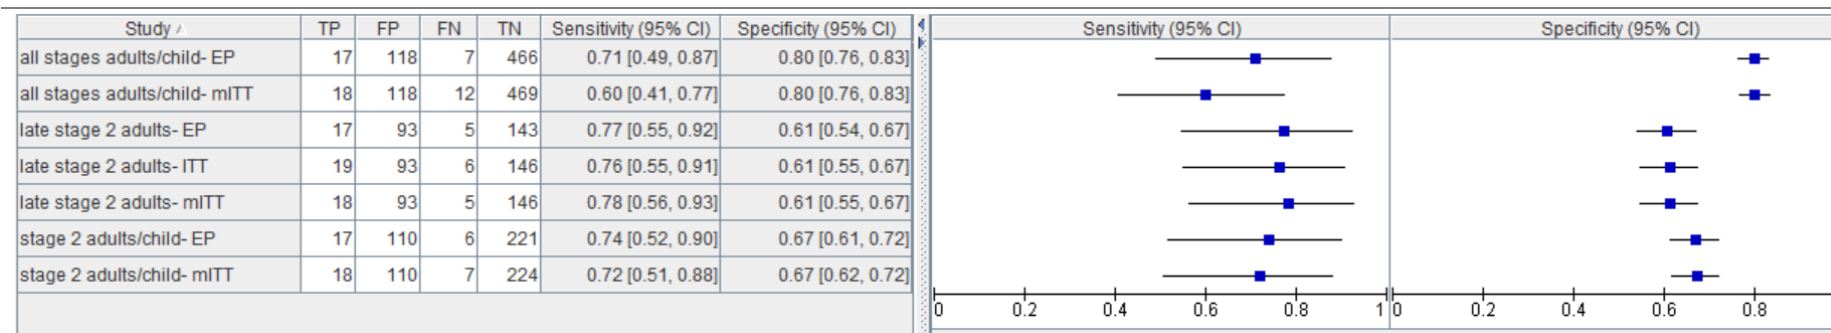 Study TP FP FN TN Sensitivity (95% CI) Specificity (95% CI) Sensitivity (95% CI) Specificity (95% CI)
all stages adults/child- EP 17 118 7 466 0.71 [0.49, 0.87] 0.80 [0.76, 0.83]
all stages adults/child- mITT 18 118 12 469 0.60 [0.41, 0.77] 0.80 [0.76, 0.83]
late stage 2 adults- EP 17 93 5 143 0.77 [0.55, 0.92] 0.61 [0.54, 0.67]
late stage 2 adults- ITT 19 93 6 146 0.76 [0.55, 0.91] 0.61 [0.55, 0.67]
late stage 2 adults- mITT 18 93 5 146 0.78 [0.56, 0.93] 0.61 [0.55, 0.67]
stage 2 adults/child- EP 17 110 6 221 0.74 [0.52, 0.90] 0.67 [0.61, 0.72]
stage 2 adults/child- mITT 18 110 7 224 0.72 [0.51, 0.88] 0.67 [0.62, 0.72]
0 0.2 0.4 0.6 0.8 1 0 0.2 0.4 0.6 0.8